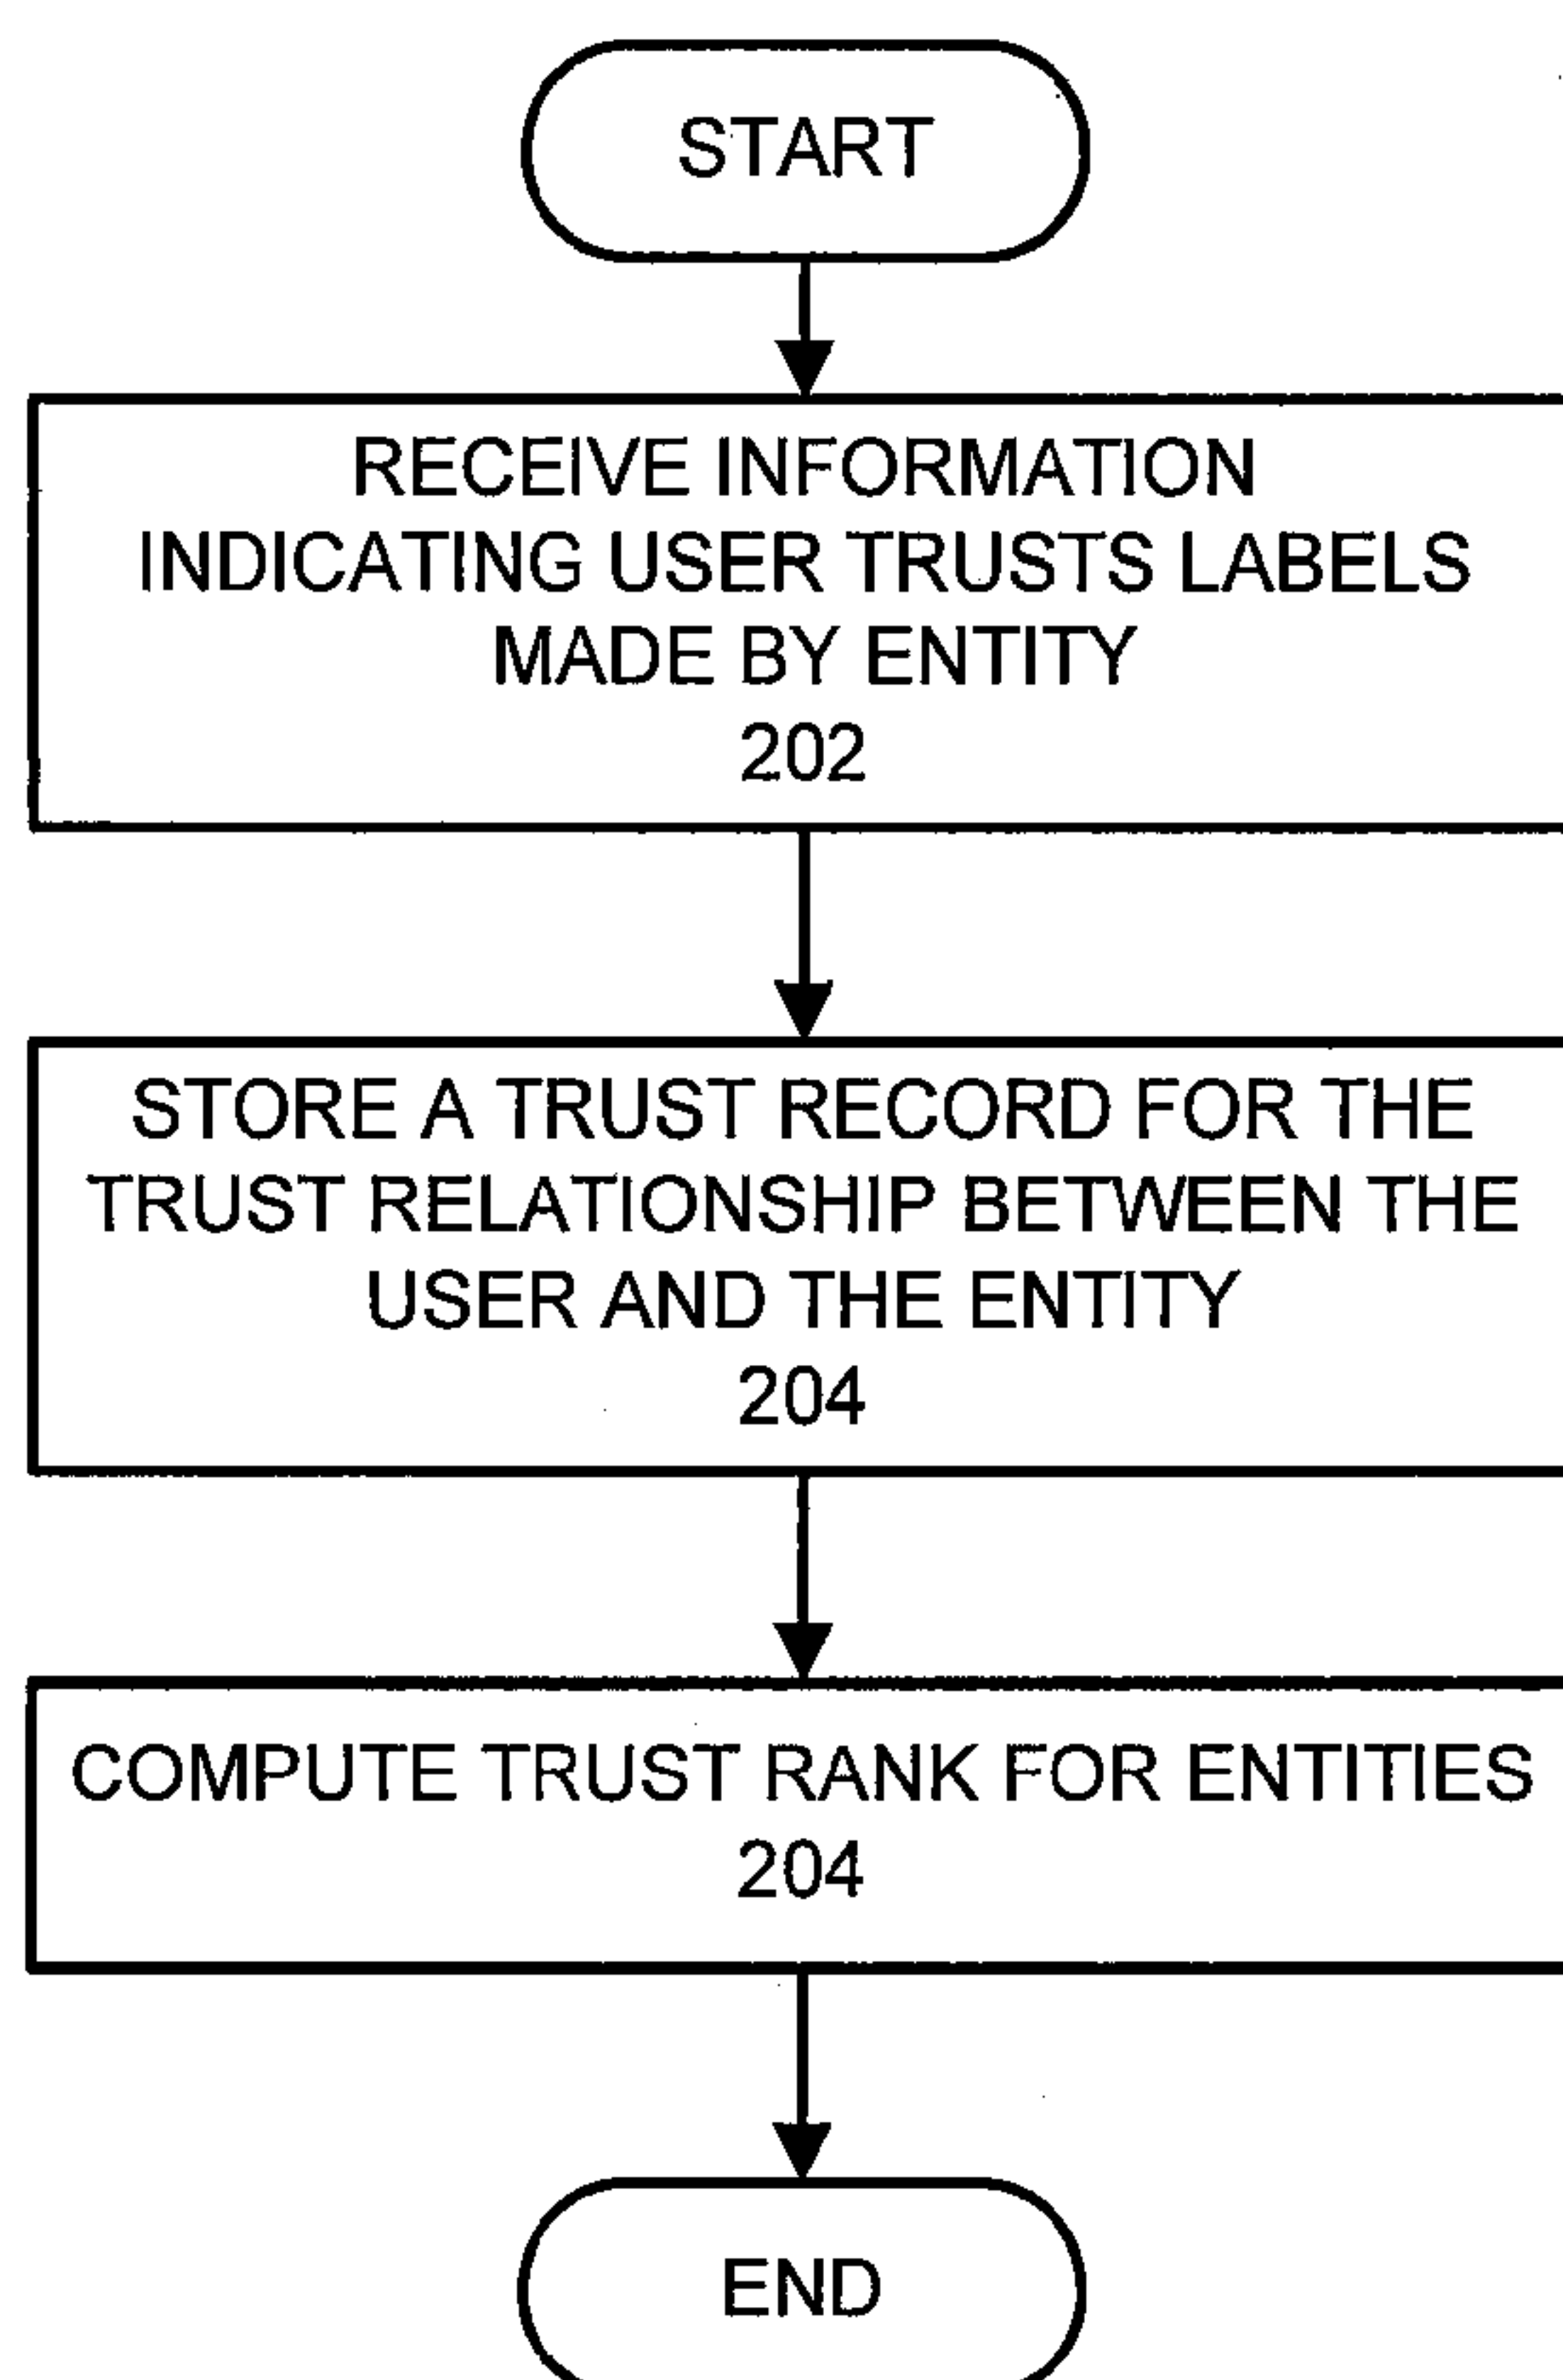 START
RECEIVE INFORMATION
INDICATING USER TRUSTS LABELS
MADE BY ENTITY
202
STORE A TRUST RECORD FOR THE
TRUST RELATIONSHIP BETWEEN THE
USER AND THE ENTITY
204
COMPUTE TRUST RANK FOR ENTITIES
204
END